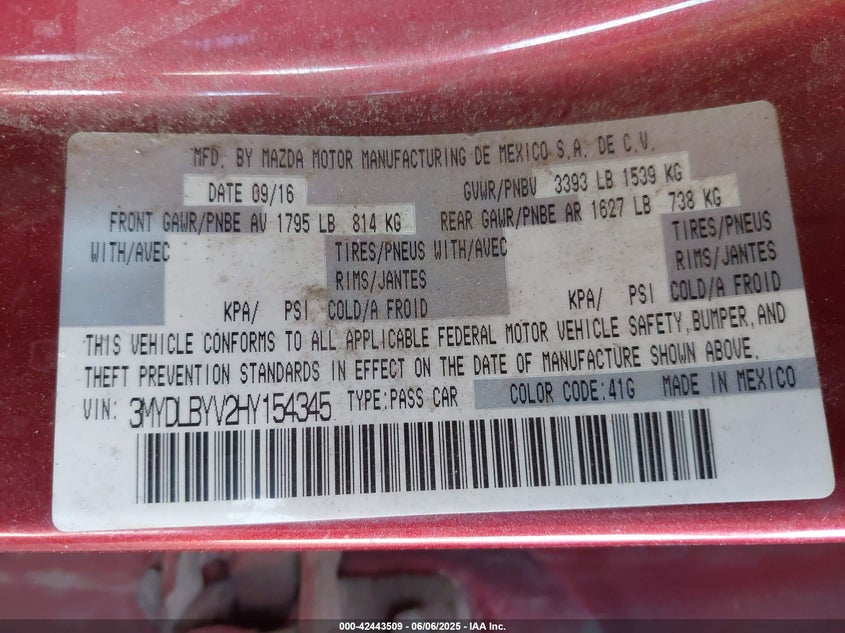 MFD. BY MAZDA MOTOR MANUFACTURING DE MEXICO S.A. DE C.V.
DATE 09/16 GVWR/PNBV 3393 LB 1539 KG
FRONT GAWR/PNBE AV 1795 LB 814 KG REAR GAWR/PNBE AR 1627 LB 738 KG
WITH/AVEC TIRES/PNEUS WITH/AVEC TIRES/PNEUS
RIMS/JANTES RIMS/JANTES
KPA/ PSI COLD/A FROID KPA/ PSI COLD/A FROID
THIS VEHICLE CONFORMS TO ALL APPLICABLE FEDERAL MOTOR VEHICLE SAFETY, BUMPER, AND
THEFT PREVENTION STANDARDS IN EFFECT ON THE DATE OF MANUFACTURE SHOWN ABOVE.
VIN: 3MYDLBYV2HY154345 TYPE:PASS CAR COLOR CODE:41G MADE IN MEXICO
000-42443509 - 06/06/2025 - IAA Inc.